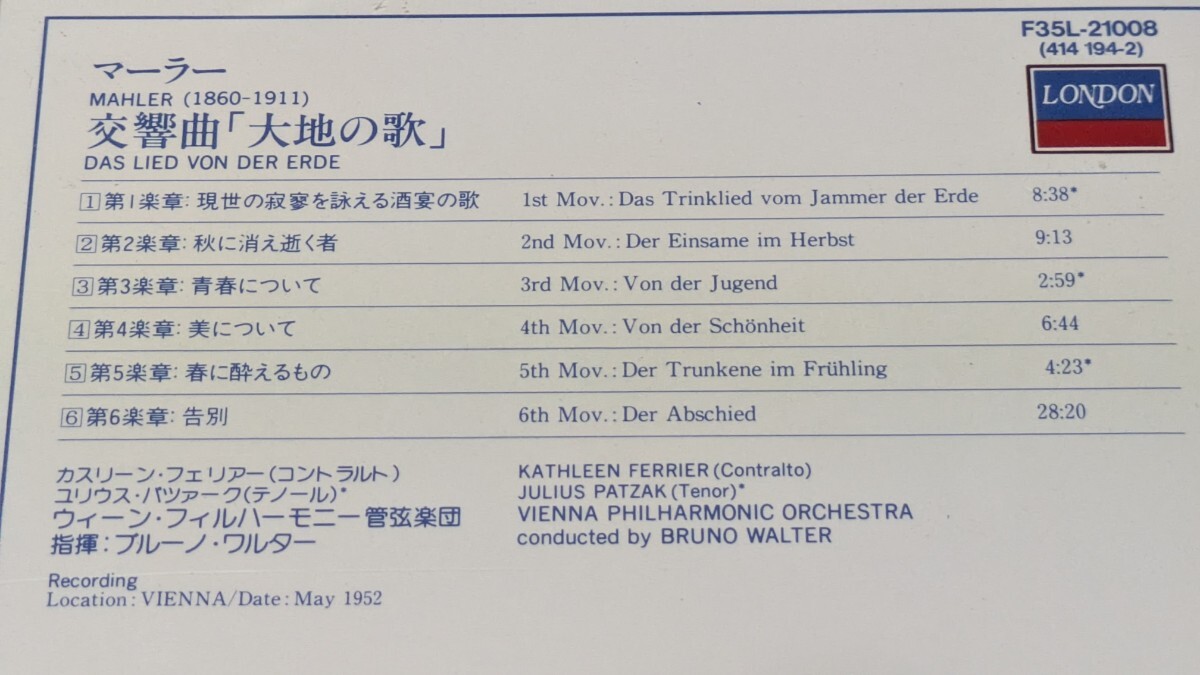 F35L-21008
(414 194-2)
LONDON
マーラー
MAHLER (1860-1911)
交響曲「大地の歌」
DAS LIED VON DER ERDE
1 第1楽章: 現世の寂寥を詠える酒宴の歌 1st Mov.: Das Trinklied vom Jammer der Erde 8:38*
2 第2楽章: 秋に消え逝く者 2nd Mov.: Der Einsame im Herbst 9:13
3 第3楽章: 青春について 3rd Mov.: Von der Jugend 2:59*
4 第4楽章: 美について 4th Mov.: Von der Schönheit 6:44
5 第5楽章: 春に酔えるもの 5th Mov.: Der Trunkene im Frühling 4:23*
6 第6楽章: 告別 6th Mov.: Der Abschied 28:20
カスリーン・フェリアー(コントラルト) KATHLEEN FERRIER (Contralto)
ユリウス・パツァーク(テノール)* JULIUS PATZAK (Tenor)*
ウィーン・フィルハーモニー管弦楽団 VIENNA PHILHARMONIC ORCHESTRA
指揮: ブルーノ・ワルター conducted by BRUNO WALTER
Recording
Location: VIENNA/Date: May 1952